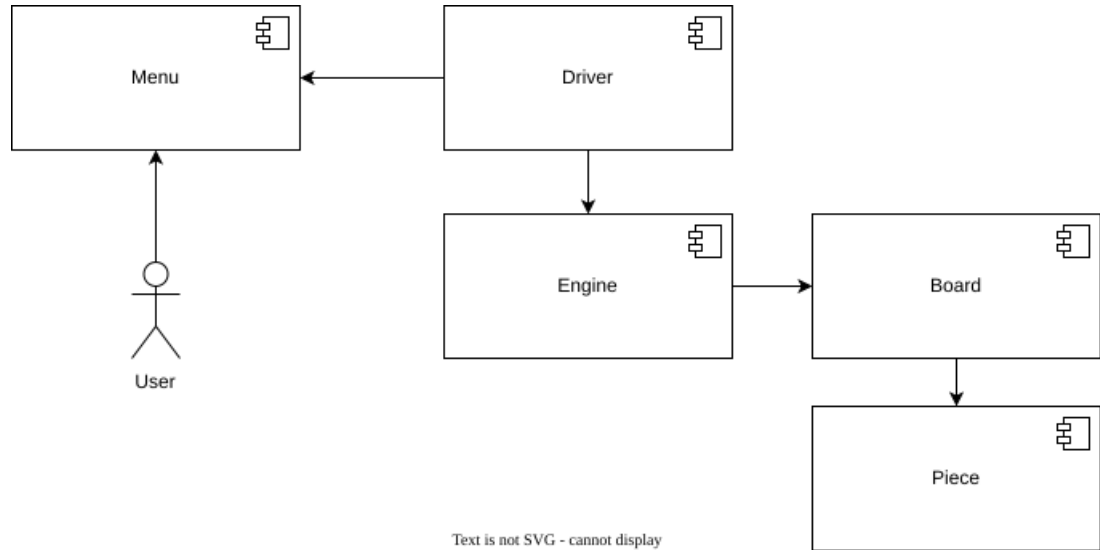 Menu
Driver
Engine
Board
User
Piece
Text is not SVG - cannot display